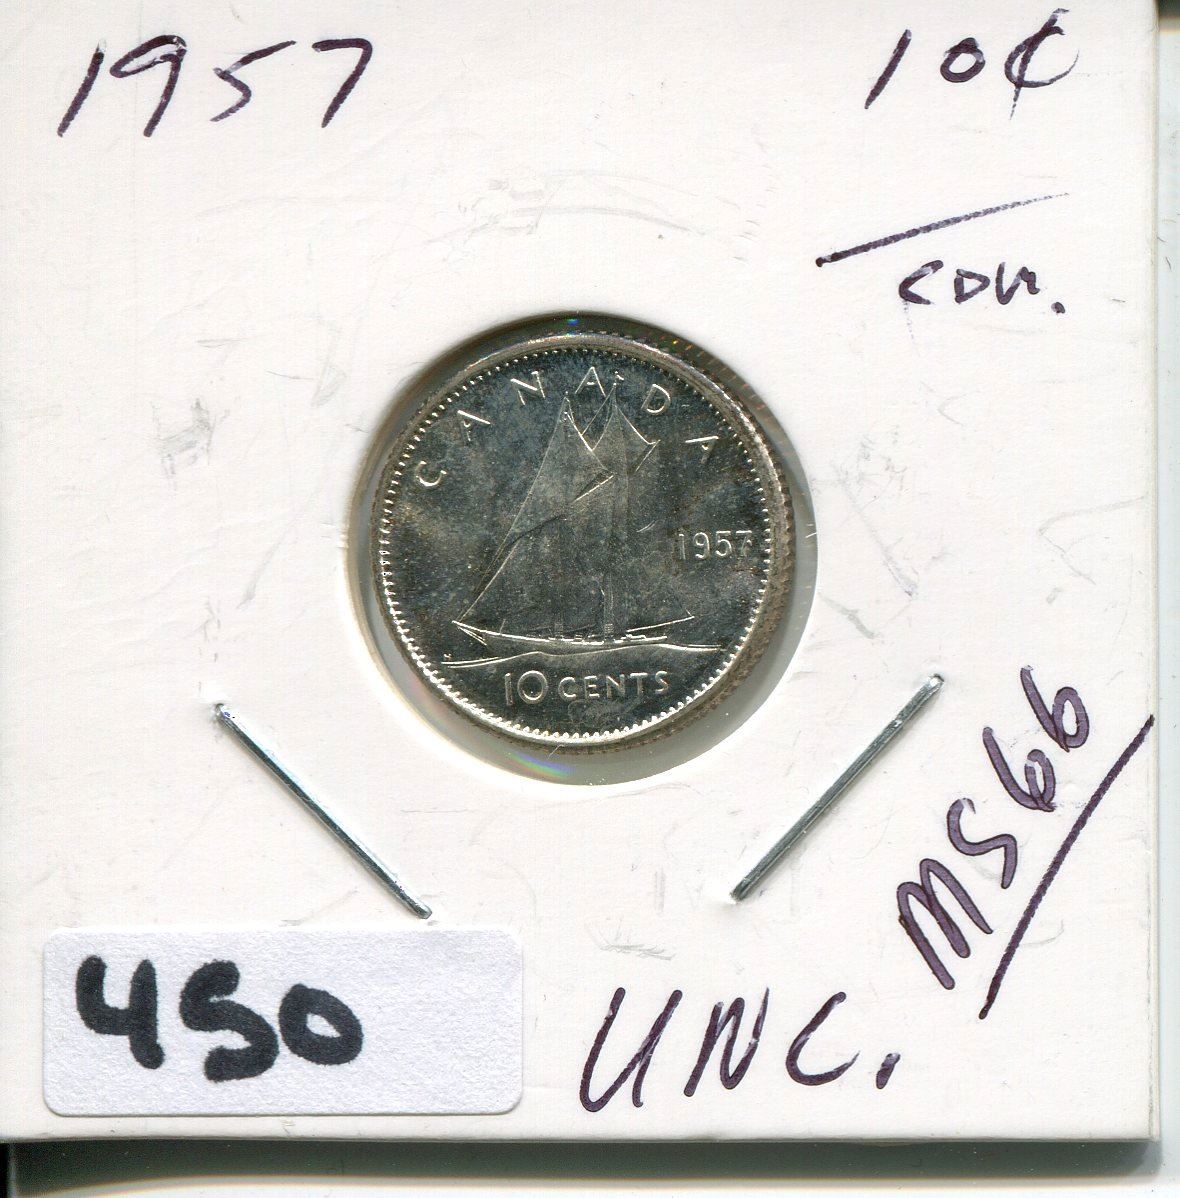 1957 10¢
CDN.
CANADA
1957
10 CENTS
MS66
450
UNC.